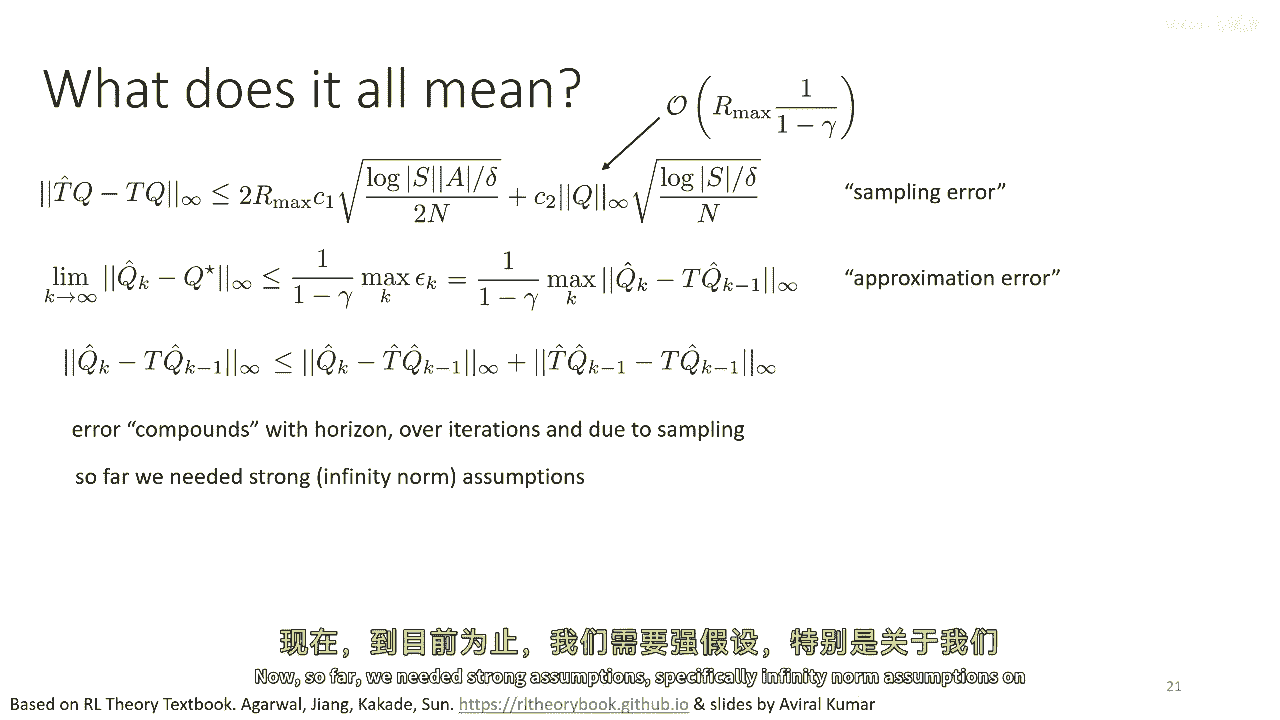 What does it all mean?
$\mathcal{O}\left(R_{\max}\frac{1}{1-\gamma}\right)$
$||\hat{T}Q - TQ||_\infty \leq 2R_{\max}c_1\sqrt{\frac{\log|S||A|/\delta}{2N}} + c_2||Q||_\infty\sqrt{\frac{\log|S|/\delta}{N}}$ “sampling error”
$\lim_{k\to\infty}||\hat{Q}_k - Q^\star||_\infty \leq \frac{1}{1-\gamma}\max_k \epsilon_k = \frac{1}{1-\gamma}\max_k||\hat{Q}_k - T\hat{Q}_{k-1}||_\infty$ “approximation error”
$||\hat{Q}_k - T\hat{Q}_{k-1}||_\infty \leq ||\hat{Q}_k - \hat{T}\hat{Q}_{k-1}||_\infty + ||\hat{T}\hat{Q}_{k-1} - T\hat{Q}_{k-1}||_\infty$
error “compounds” with horizon, over iterations and due to sampling
so far we needed strong (infinity norm) assumptions
现在，到目前为止，我们需要强假设，特别是关于我们
Now, so far, we needed strong assumptions, specifically infinity norm assumptions on
21
Based on RL Theory Textbook. Agarwal, Jiang, Kakade, Sun. https://rltheorybook.github.io & slides by Aviral Kumar